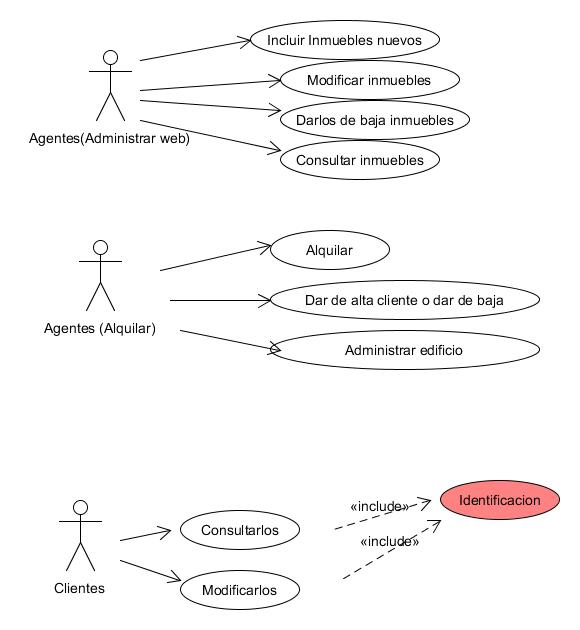 Incluir Inmuebles nuevos
Modificar inmuebles
Darlos de baja inmuebles
Agentes(Administrar web)
Consultar inmuebles
Alquilar
Dar de alta cliente o dar de baja
Agentes (Alquilar)
Administrar edificio
Identificacion
«include»
Consultarlos
«include»
Clientes
Modificarlos